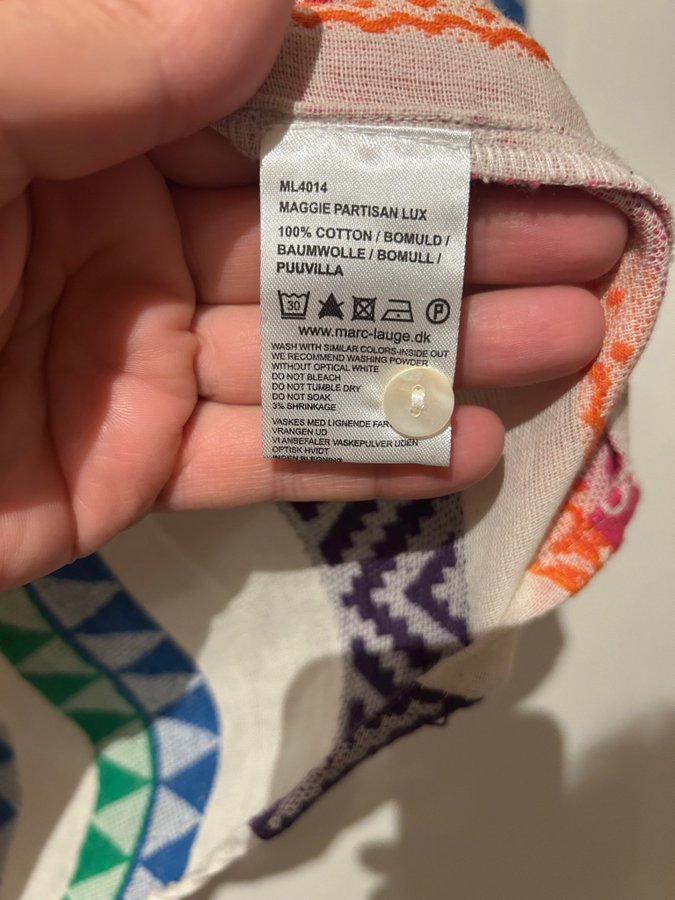 ML4014
MAGGIE PARTISAN LUX
100% COTTON / BOMULD /
BAUMWOLLE / BOMULL /
PUUVILLA
30 P
www.marc-lauge.dk
WASH WITH SIMILAR COLORS-INSIDE OUT
WE RECOMMEND WASHING POWDER
WITHOUT OPTICAL WHITE
DO NOT BLEACH
DO NOT TUMBLE DRY
DO NOT SOAK
3% SHRINKAGE
VASKES MED LIGNENDE
VRANGEN UD
VI ANBEFALER VASKEPULVER UDEN
OPTISK HVIDT
INGEN BLEGNING